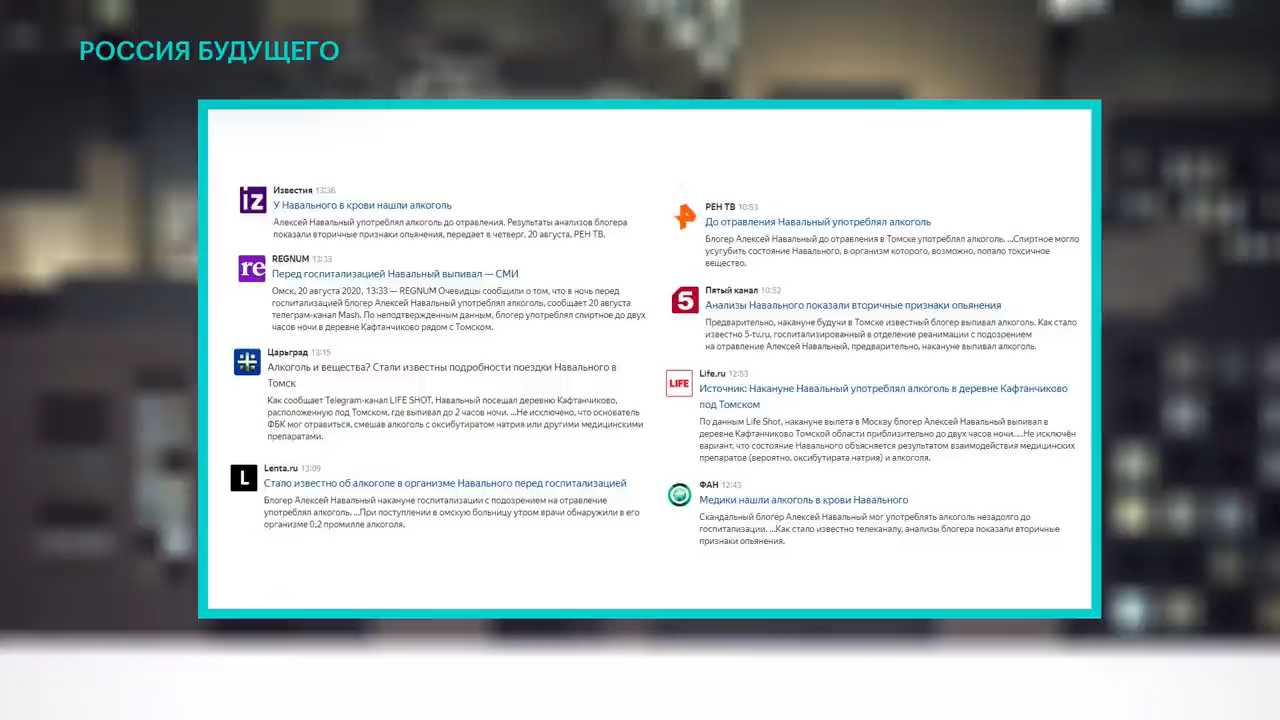 РОССИЯ БУДУЩЕГО
iz
Известия 13:36
У Навального в крови нашли алкоголь
Алексей Навальный употреблял алкоголь до отравления. Результаты анализов блогера
показали вторичные признаки опьянения, передает в четверг, 20 августа, РЕН ТВ.
re
REGNUM 13:33
Перед госпитализацией Навальный выпивал — СМИ
Омск, 20 августа 2020, 13:33 — REGNUM Очевидцы сообщили о том, что в ночь перед
госпитализацией блогер Алексей Навальный употреблял алкоголь, сообщает 20 августа
телеграм-канал Mash. По неподтвержденным данным, блогер употреблял спиртное до двух
часов ночи в деревне Кафтанчиково рядом с Томском.
Царьград 13:15
Алкоголь и вещества? Стали известны подробности поездки Навального в
Томск
Как сообщает Telegram-канал LIFE SHOT, Навальный посещал деревню Кафтанчиково,
расположенную под Томском, где выпивал до 2 часов ночи. ...Не исключено, что основатель
ФБК мог отравиться, смешав алкоголь с оксибутиратом натрия или другими медицинскими
препаратами.
L
Lenta.ru 13:09
Стало известно об алкоголе в организме Навального перед госпитализацией
Блогер Алексей Навальный накануне госпитализации с подозрением на отравление
употреблял алкоголь. ...При поступлении в омскую больницу утром врачи обнаружили в его
организме 0,2 промилле алкоголя.
РЕН ТВ 10:53
До отравления Навальный употреблял алкоголь
Блогер Алексей Навальный до отравления в Томске употреблял алкоголь. ...Спиртное могло
усугубить состояние Навального, в организм которого, возможно, попало токсичное
вещество.
5
Пятый канал 10:52
Анализы Навального показали вторичные признаки опьянения
Предварительно, накануне будучи в Томске известный блогер выпивал алкоголь. Как стало
известно 5-tv.ru, госпитализированный в отделение реанимации с подозрением
на отравление Алексей Навальный, предварительно, накануне выпивал алкоголь.
LIFE
Life.ru 12:53
Источник: Накануне Навальный употреблял алкоголь в деревне Кафтанчиково
под Томском
По данным Life Shot, накануне вылета в Москву блогер Алексей Навальный выпивал в
деревне Кафтанчиково Томской области приблизительно до двух часов ночи. ...Не исключён
вариант, что состояние Навального объясняется результатом взаимодействия медицинских
препаратов (вероятно, оксибутирата натрия) и алкоголя.
ФАН 12:43
Медики нашли алкоголь в крови Навального
Скандальный блогер Алексей Навальный мог употреблять алкоголь незадолго до
госпитализации. ...Как стало известно телеканалу, анализы блогера показали вторичные
признаки опьянения.